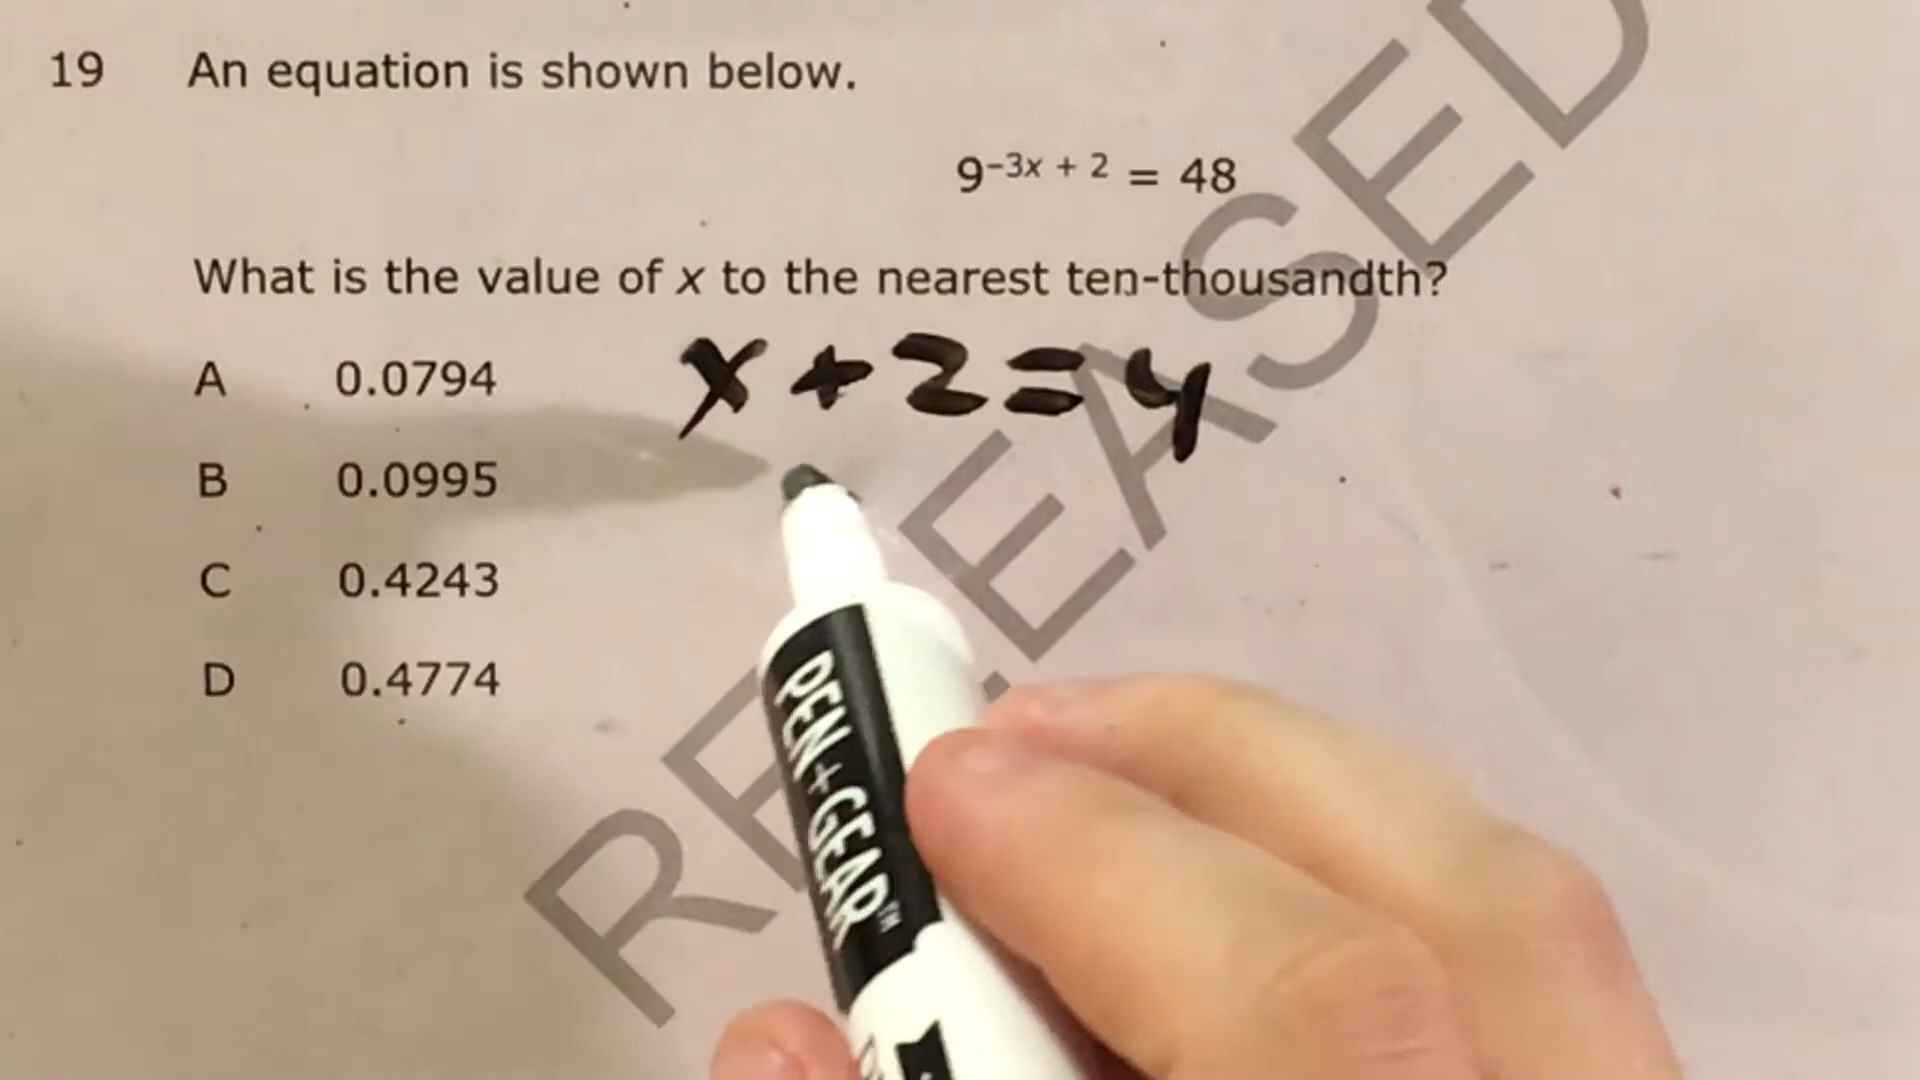 19 An equation is shown below.
9^(-3x + 2) = 48
What is the value of x to the nearest ten-thousandth?
A 0.0794
x+2=4
B 0.0995
C 0.4243
D 0.4774
RELEASED
PEN+GEAR™